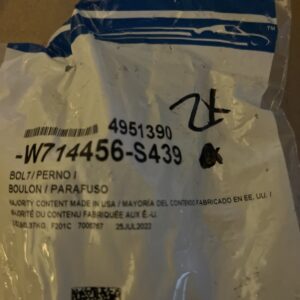 4951390
-W714456-S439
BOLT / PERNO /
BOULON / PARAFUSO
MAJORITY CONTENT MADE IN USA / MAYORÍA DEL CONTENIDO FABRICADO EN EE. UU. /
MAJORITÉ DU CONTENU FABRIQUÉE AUX É.-U.
F201C 25JUL2022